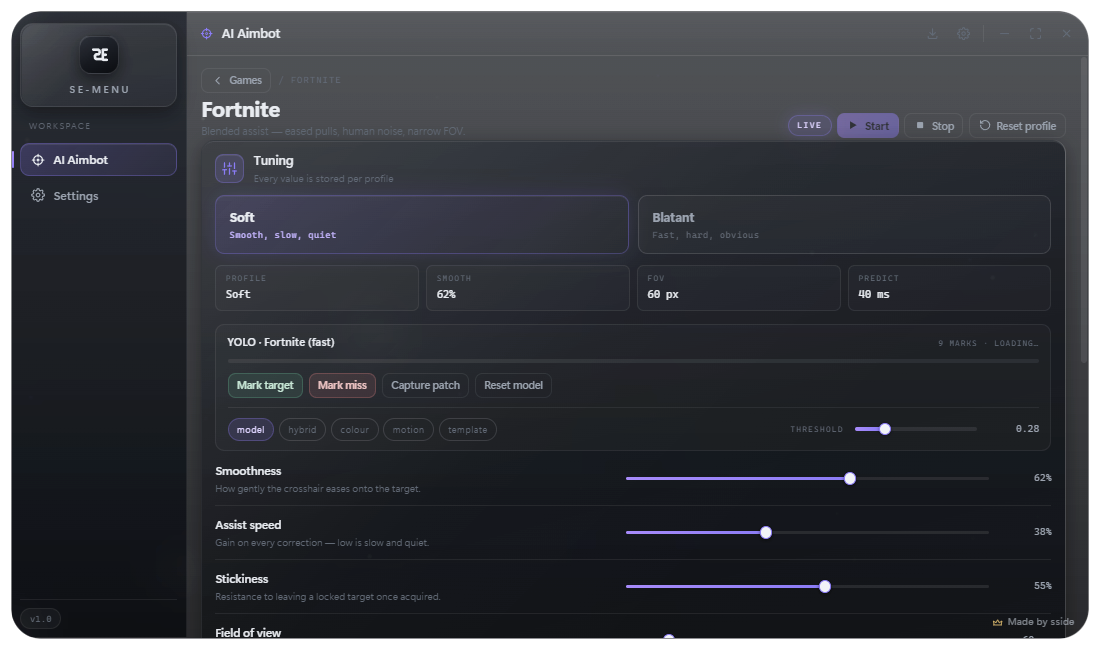 AI Aimbot
SE-MENU
WORKSPACE
AI Aimbot
Settings
v1.0
Games / FORTNITE
Fortnite
Blended assist — eased pulls, human noise, narrow FOV.
LIVE Start Stop Reset profile
Tuning
Every value is stored per profile
Soft
Smooth, slow, quiet
Blatant
Fast, hard, obvious
PROFILE
Soft
SMOOTH
62%
FOV
60 px
PREDICT
40 ms
YOLO · Fortnite (fast) 9 MARKS · LOADING…
Mark target Mark miss Capture patch Reset model
model hybrid colour motion template THRESHOLD 0.28
Smoothness
How gently the crosshair eases onto the target.
62%
Assist speed
Gain on every correction — low is slow and quiet.
38%
Stickiness
Resistance to leaving a locked target once acquired.
55%
Field of view
Made by sside